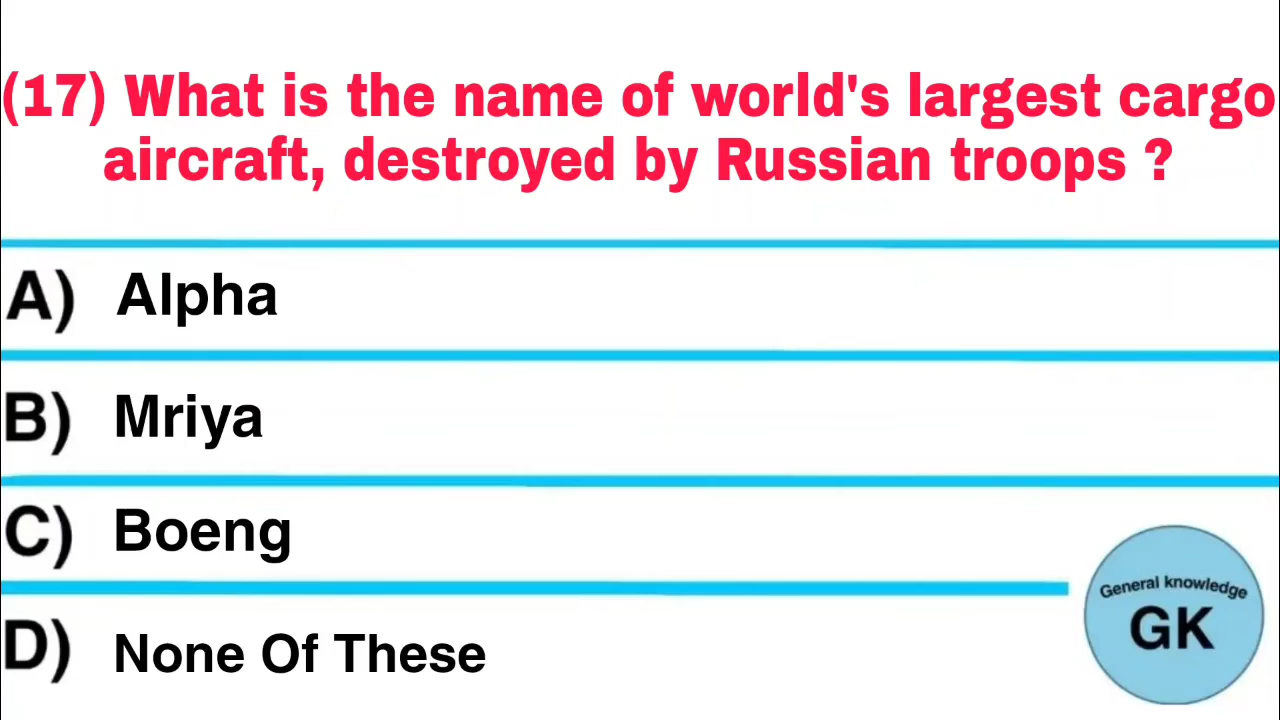 (17) What is the name of world's largest cargo
aircraft, destroyed by Russian troops ?
A) Alpha
B) Mriya
C) Boeng
D) None Of These
General knowledge
GK